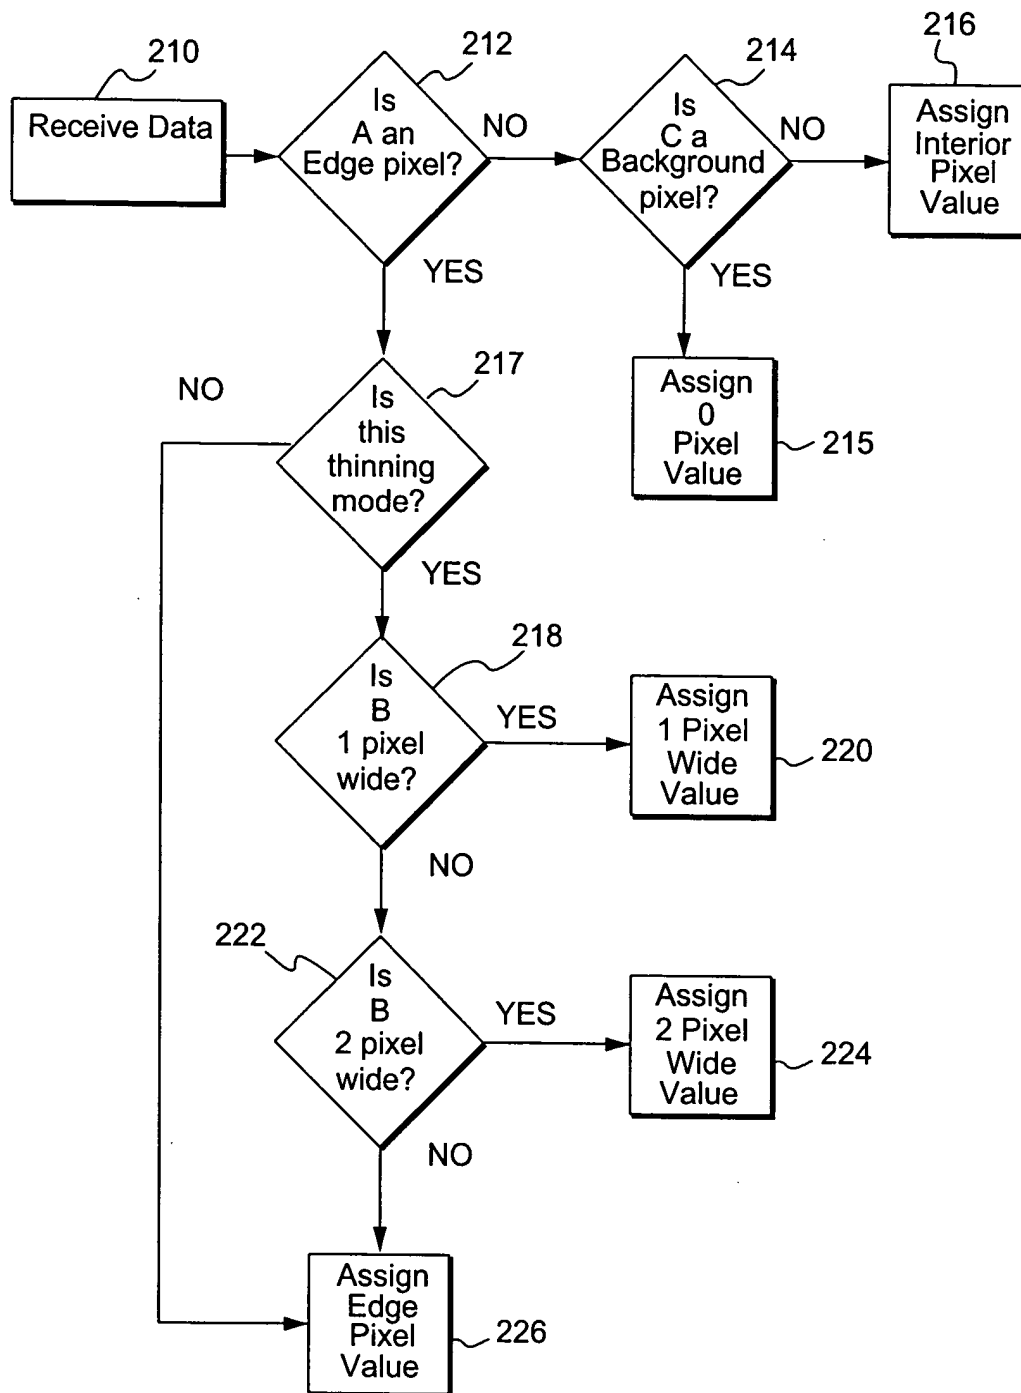 210
Receive Data
212
Is
A an
Edge pixel?
NO
YES
214
Is
C a
Background
pixel?
NO
YES
216
Assign
Interior
Pixel
Value
Assign
0
Pixel
Value
215
217
Is
this
thinning
mode?
NO
YES
218
Is
B
1 pixel
wide?
YES
NO
Assign
1 Pixel
Wide
Value
220
222
Is
B
2 pixel
wide?
YES
NO
Assign
2 Pixel
Wide
Value
224
Assign
Edge
Pixel
Value
226